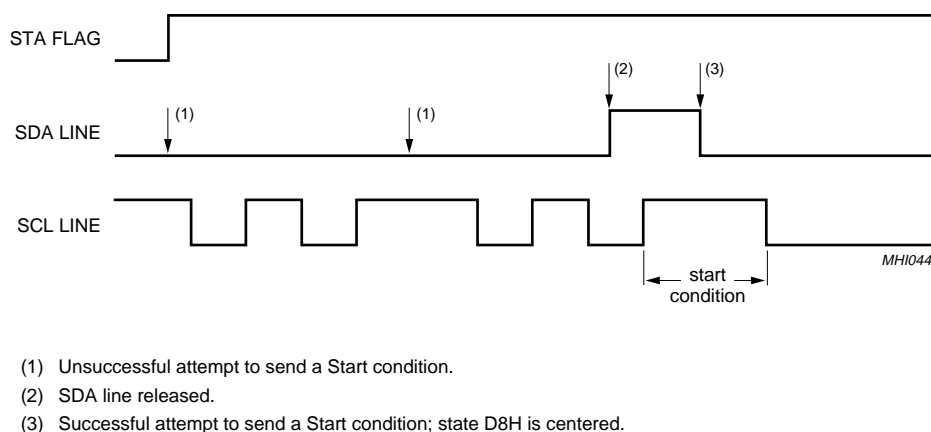 STA FLAG
(2) (3)
(1) (1)
SDA LINE
SCL LINE
MHI044
start
condition
(1) Unsuccessful attempt to send a Start condition.
(2) SDA line released.
(3) Successful attempt to send a Start condition; state D8H is centered.